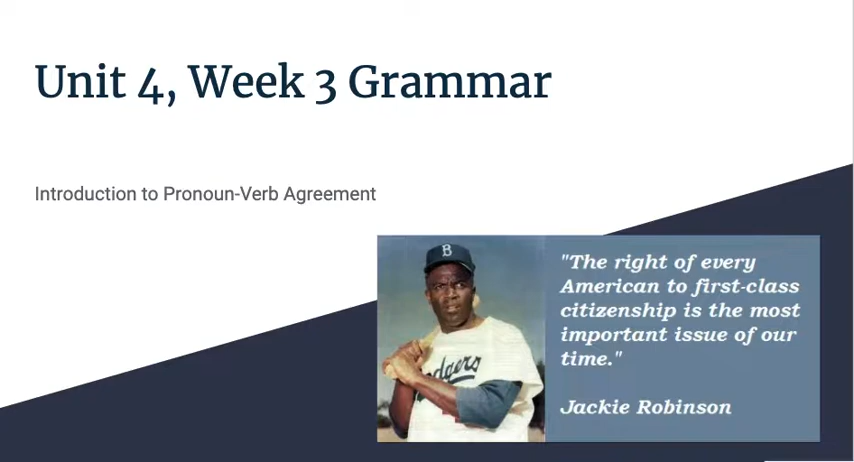 Unit 4, Week 3 Grammar
Introduction to Pronoun-Verb Agreement
B
Dodgers
"The right of every
American to first-class
citizenship is the most
important issue of our
time."
Jackie Robinson